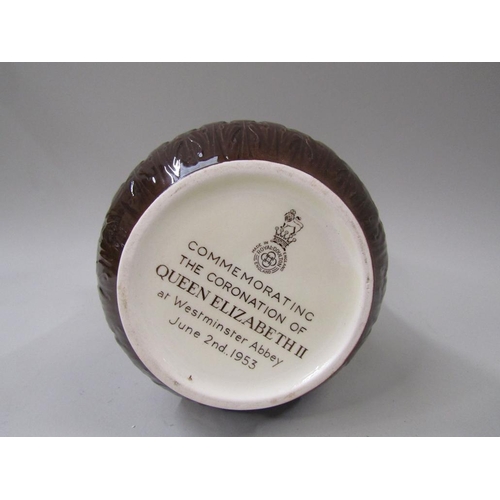 COMMEMORATING
THE CORONATION OF
QUEEN ELIZABETH II
at Westminster Abbey
June 2nd. 1953